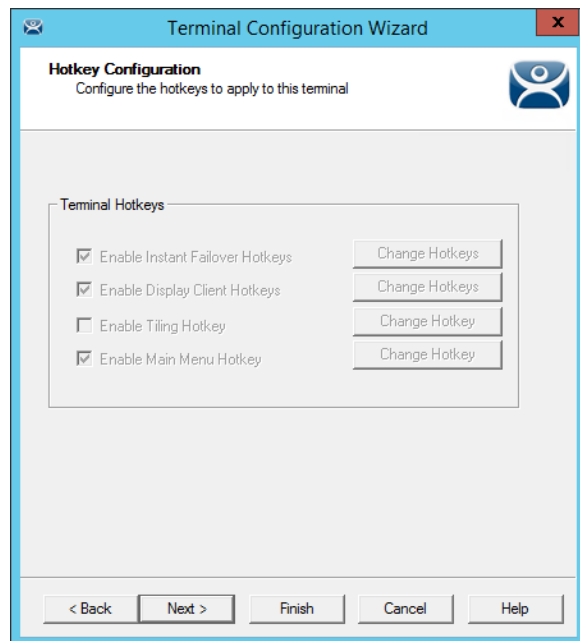 Terminal Configuration Wizard
x
Hotkey Configuration
Configure the hotkeys to apply to this terminal
Terminal Hotkeys
Enable Instant Failover Hotkeys Change Hotkeys
Enable Display Client Hotkeys Change Hotkeys
Enable Tiling Hotkey Change Hotkey
Enable Main Menu Hotkey Change Hotkey
< Back Next > Finish Cancel Help